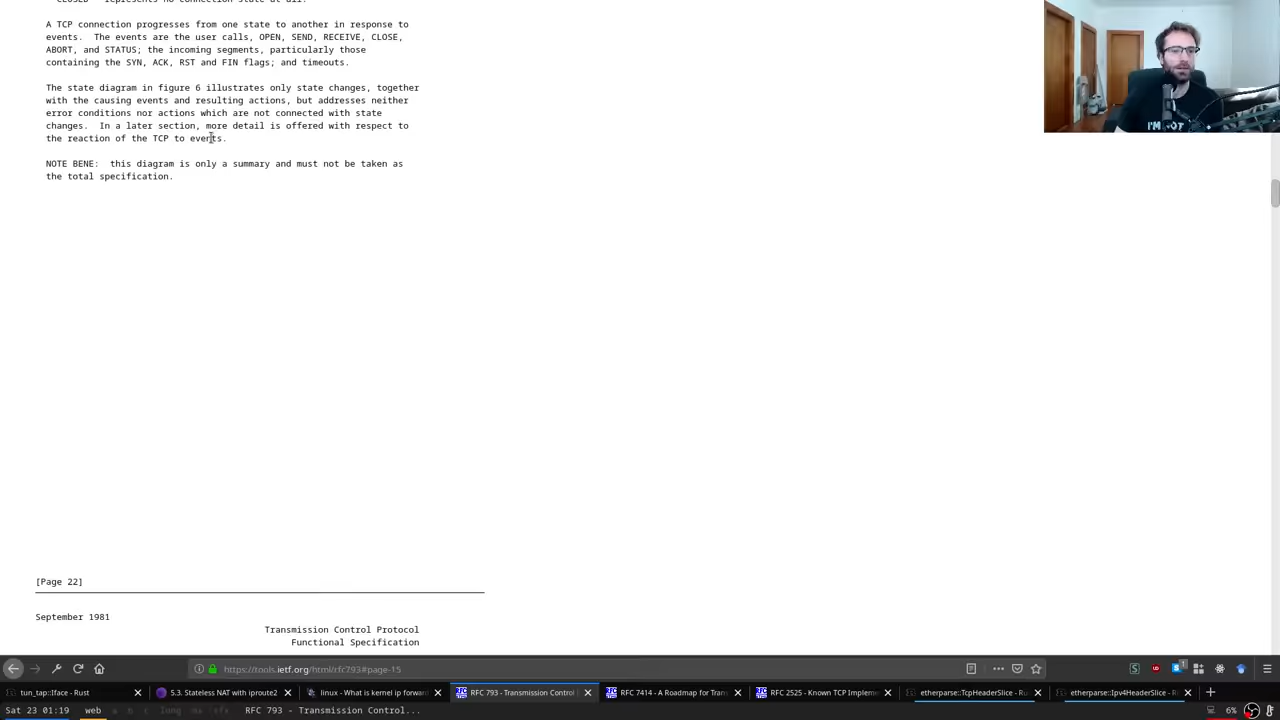 A TCP connection progresses from one state to another in response to
events.  The events are the user calls, OPEN, SEND, RECEIVE, CLOSE,
ABORT, and STATUS; the incoming segments, particularly those
containing the SYN, ACK, RST and FIN flags; and timeouts.
The state diagram in figure 6 illustrates only state changes, together
with the causing events and resulting actions, but addresses neither
error conditions nor actions which are not connected with state
changes.  In a later section, more detail is offered with respect to
the reaction of the TCP to events.
NOTE BENE:  this diagram is only a summary and must not be taken as
the total specification.
I'M NOT
[Page 22]
September 1981
Transmission Control Protocol
Functional Specification
https://tools.ietf.org/html/rfc793#page-15
tun_tap::Iface - Rust
5.3. Stateless NAT with iproute2
linux - What is kernel ip forward
RFC 793 - Transmission Control
RFC 7414 - A Roadmap for Tran
RFC 2525 - Known TCP Impleme
etherparse::TcpHeaderSlice - Ru
etherparse::Ipv4HeaderSlice - R
Sat 23 01:19
web
RFC 793 - Transmission Control...
6%